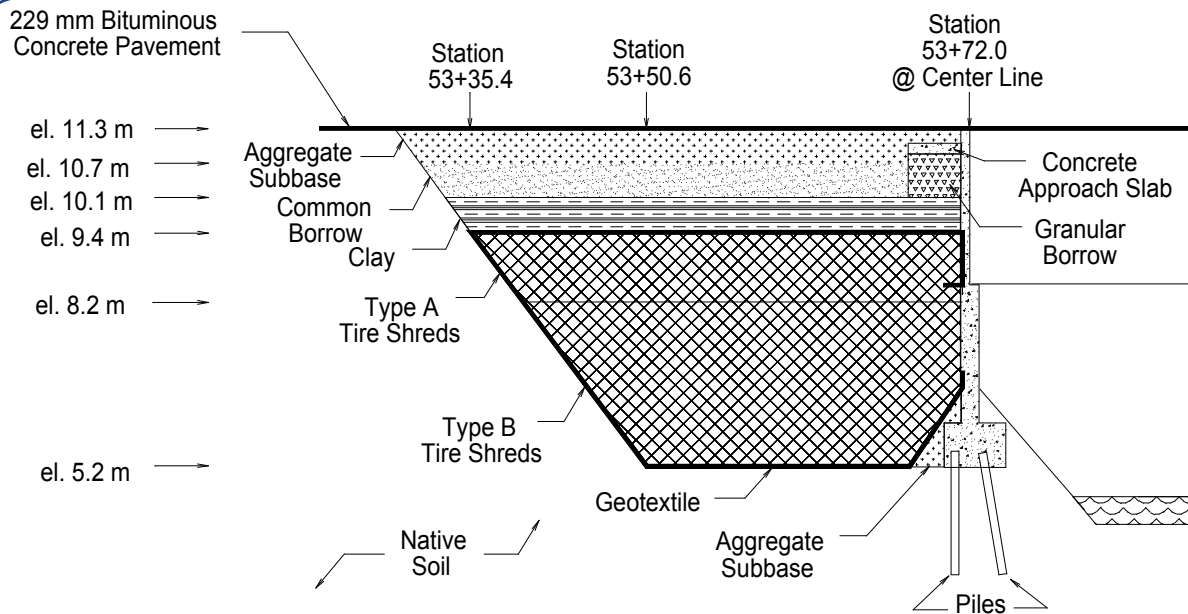 229 mm Bituminous
Concrete Pavement
Station
53+35.4
Station
53+50.6
Station
53+72.0
@ Center Line
el. 11.3 m
el. 10.7 m
el. 10.1 m
el. 9.4 m
el. 8.2 m
el. 5.2 m
Aggregate
Subbase
Common
Borrow
Clay
Type A
Tire Shreds
Type B
Tire Shreds
Concrete
Approach Slab
Granular
Borrow
Geotextile
Native
Soil
Aggregate
Subbase
Piles